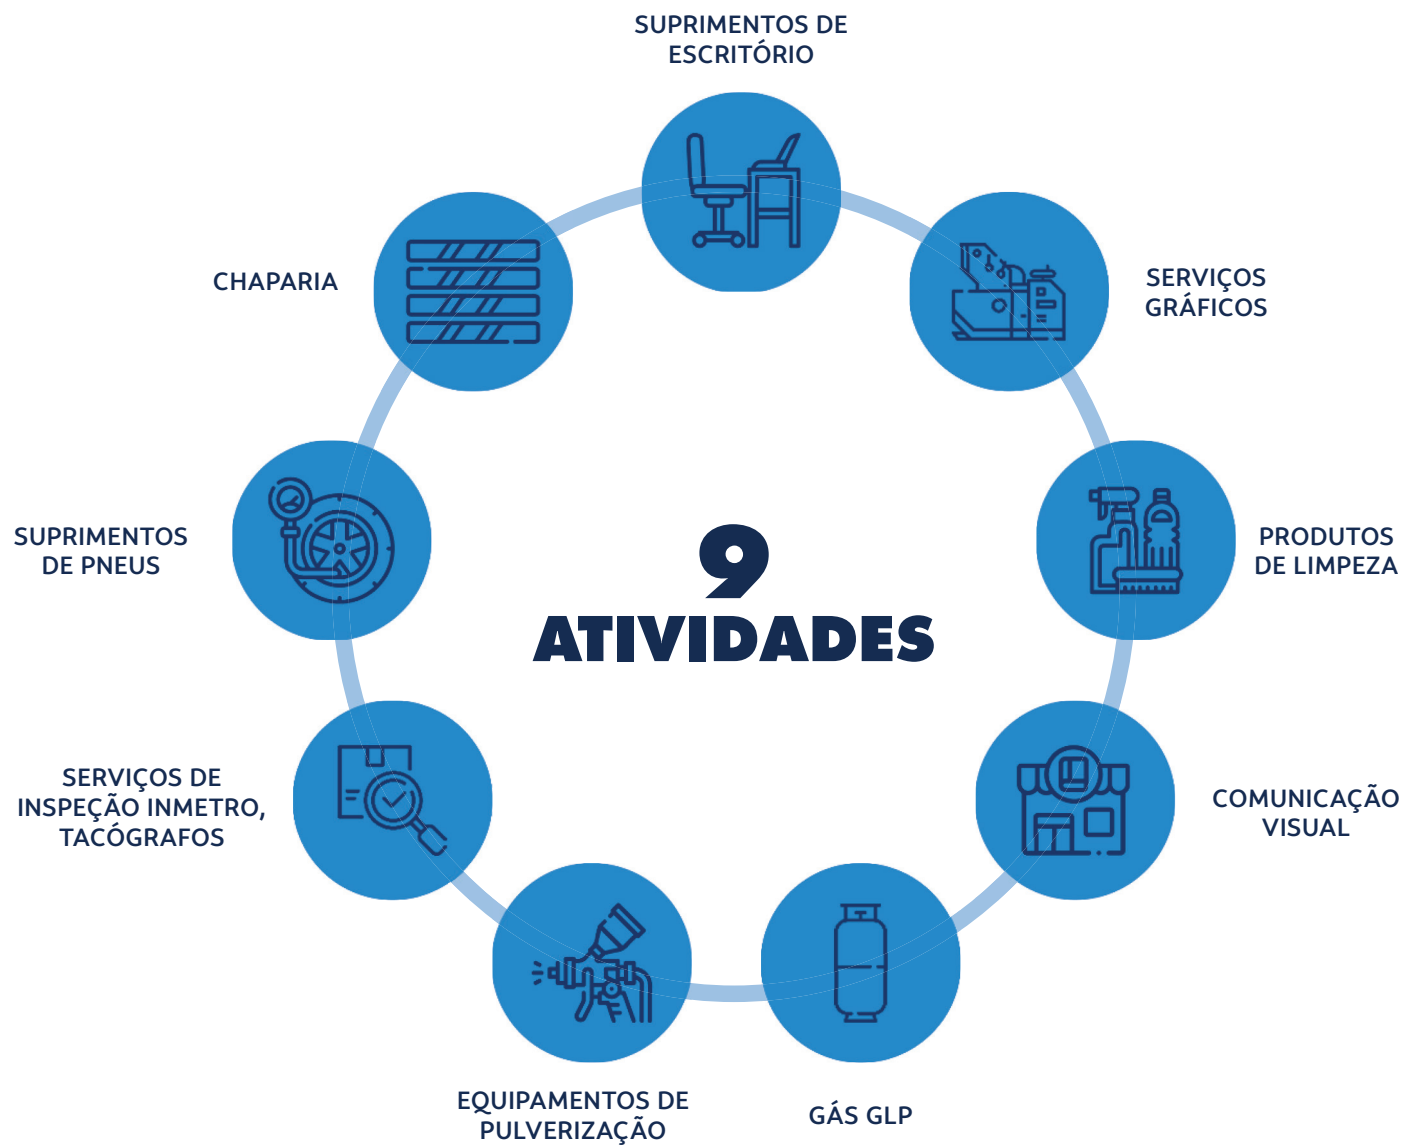 SUPRIMENTOS DE
ESCRITÓRIO
SERVIÇOS
GRÁFICOS
PRODUTOS
DE LIMPEZA
COMUNICAÇÃO
VISUAL
GÁS GLP
EQUIPAMENTOS DE
PULVERIZAÇÃO
SERVIÇOS DE
INSPEÇÃO INMETRO,
TACÓGRAFOS
SUPRIMENTOS
DE PNEUS
CHAPARIA
9
ATIVIDADES